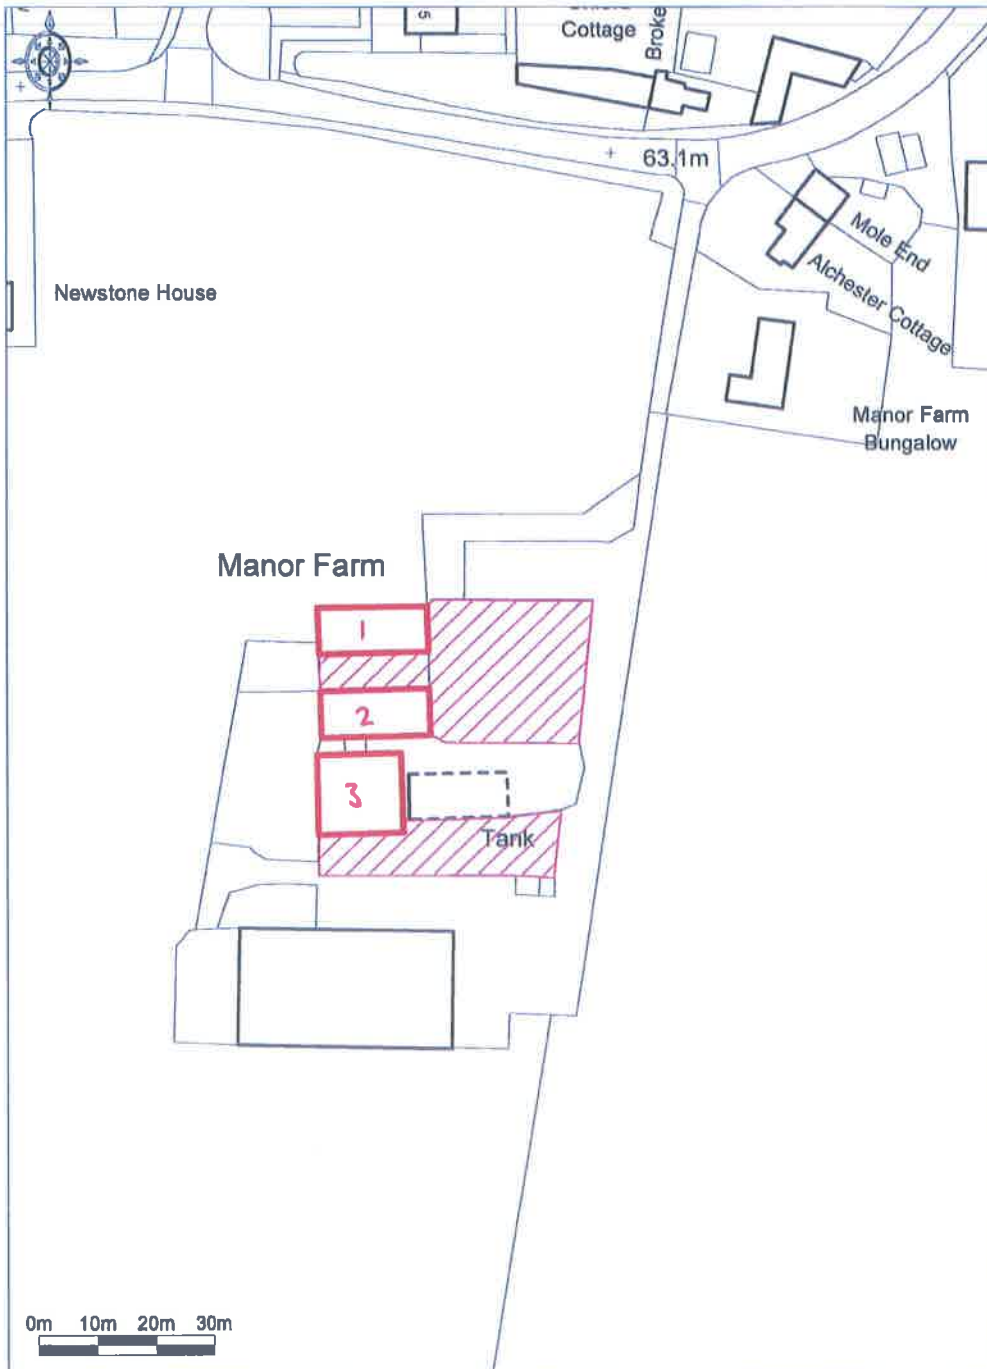 5
Cottage
Broke
63.1m
Mole End
Alchester Cottage
Newstone House
Manor Farm
Bungalow
Manor Farm
1
2
3
Tank
0m 10m 20m 30m